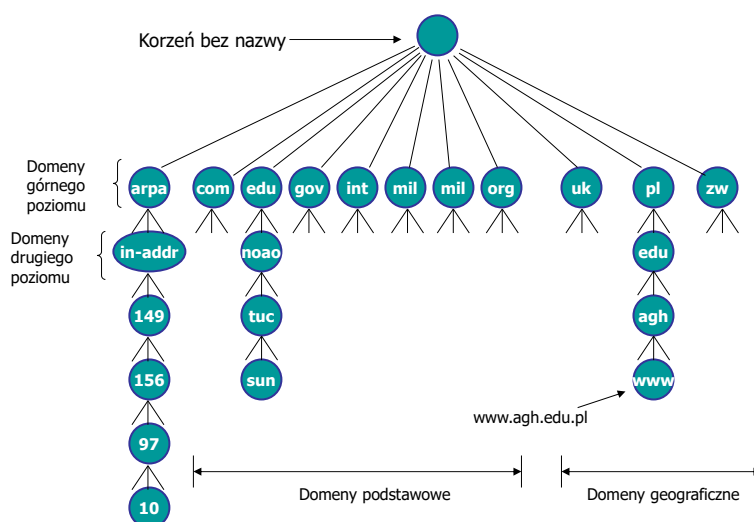 Korzeń bez nazwy
Domeny
górnego
poziomu
arpa com edu gov int mil mil org uk pl zw
Domeny
drugiego
poziomu
in-addr noao edu
149 tuc agh
156 sun www
www.agh.edu.pl
97
Domeny podstawowe Domeny geograficzne
10